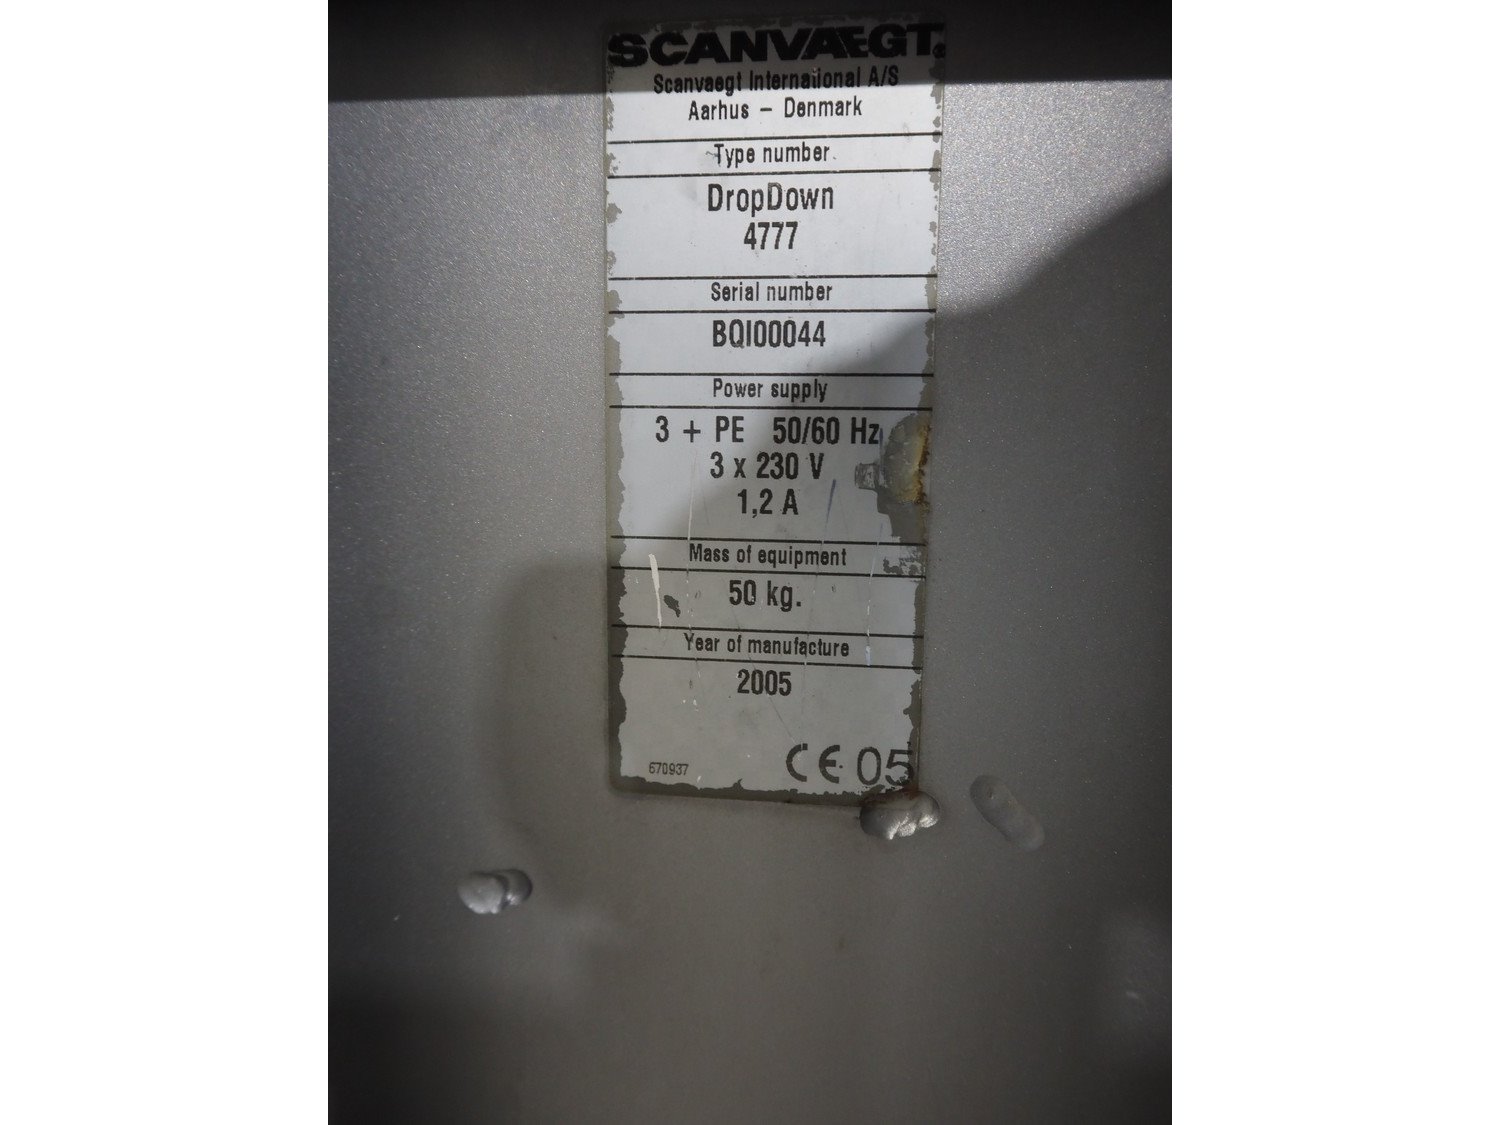 SCANVÆGT
Scanvaegt International A/S
Aarhus – Denmark
Type number
DropDown
4777
Serial number
BQI00044
Power supply
3 + PE 50/60 Hz
3 x 230 V
1,2 A
Mass of equipment
50 kg.
Year of manufacture
2005
670937 CE 05